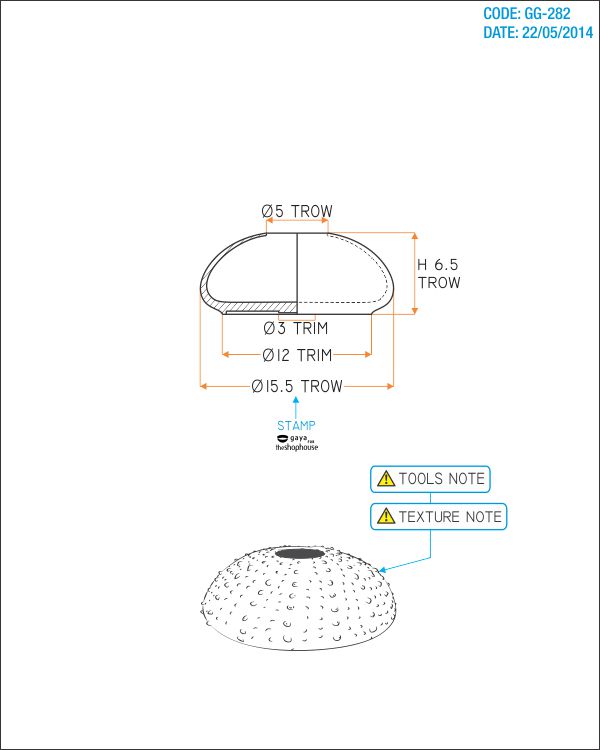 CODE: GG-282
DATE: 22/05/2014
Ø5 TROW
H 6.5
TROW
Ø3 TRIM
Ø12 TRIM
Ø15.5 TROW
STAMP
gaya FOR
theshophouse
TOOLS NOTE
TEXTURE NOTE